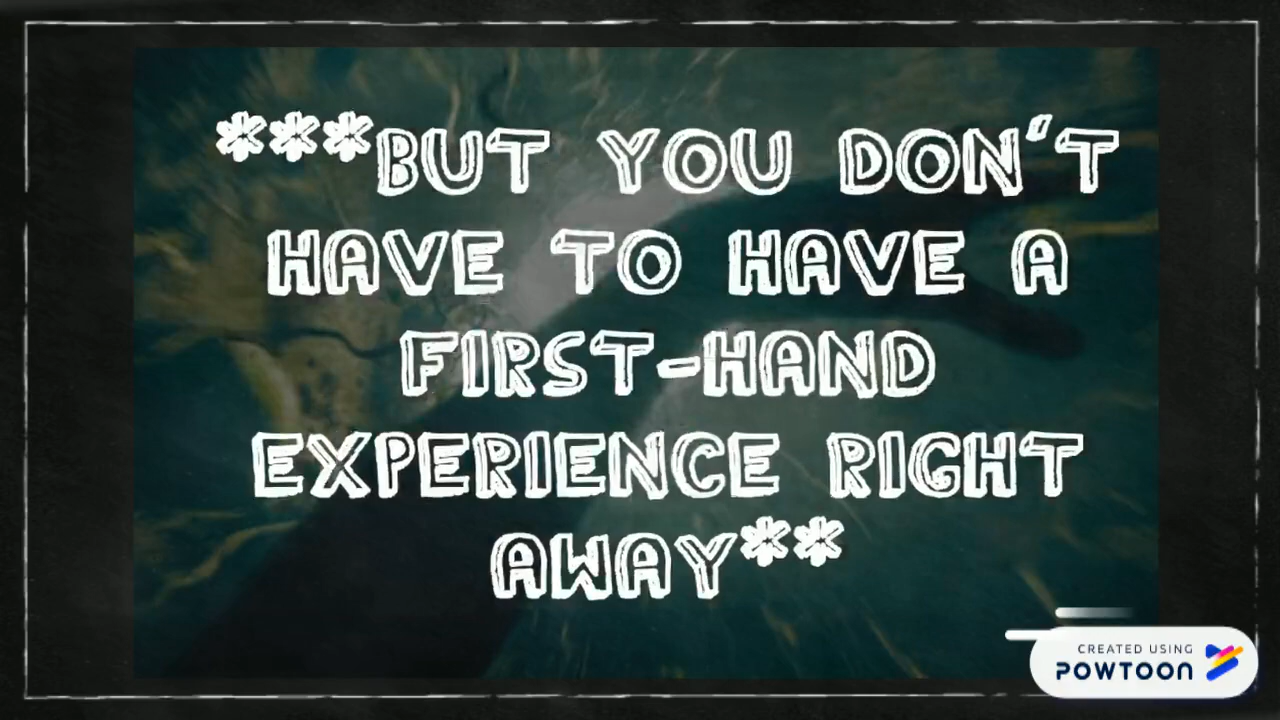 ***BUT YOU DON'T
HAVE TO HAVE A
FIRST-HAND
EXPERIENCE RIGHT
AWAY**
CREATED USING
POWTOON